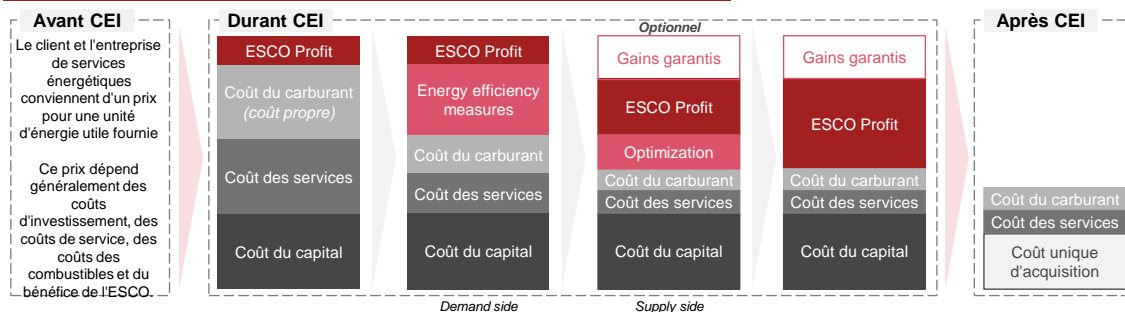 Avant CEI
Le client et l'entreprise
de services
énergétiques
conviennent d'un prix
pour une unité
d'énergie utile fournie
Ce prix dépend
généralement des
coûts
d'investissement, des
coûts de service, des
coûts des
combustibles et du
bénéfice de l'ESCO.
Durant CEI
ESCO Profit
Coût du carburant
(coût propre)
Coût des services
Coût du capital
ESCO Profit
Energy efficiency
measures
Coût du carburant
Coût des services
Coût du capital
Demand side
Optionnel
Gains garantis
ESCO Profit
Optimization
Coût du carburant
Coût des services
Coût du capital
Supply side
Gains garantis
ESCO Profit
Coût du carburant
Coût des services
Coût du capital
Après CEI
Coût du carburant
Coût des services
Coût unique
d'acquisition